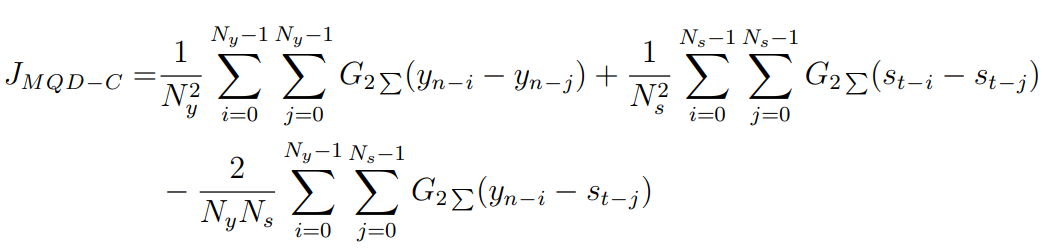 J_{MQD-C} = \frac{1}{N_y^2} \sum_{i=0}^{N_y-1} \sum_{j=0}^{N_y-1} G_{2\sum}(y_{n-i} - y_{n-j}) + \frac{1}{N_s^2} \sum_{i=0}^{N_s-1} \sum_{j=0}^{N_s-1} G_{2\sum}(s_{t-i} - s_{t-j})
- \frac{2}{N_y N_s} \sum_{i=0}^{N_y-1} \sum_{j=0}^{N_s-1} G_{2\sum}(y_{n-i} - s_{t-j})